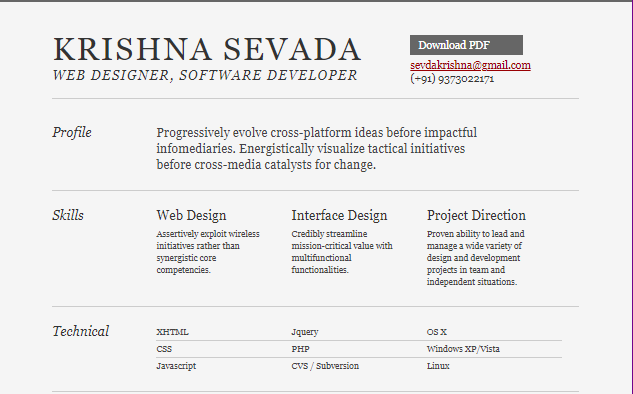 KRISHNA SEVADA
WEB DESIGNER, SOFTWARE DEVELOPER
Download PDF
sevdakrishna@gmail.com
(+91) 9373022171
Profile
Progressively evolve cross-platform ideas before impactful
infomediaries. Energistically visualize tactical initiatives
before cross-media catalysts for change.
Skills
Web Design
Assertively exploit wireless
initiatives rather than
synergistic core
competencies.
Interface Design
Credibly streamline
mission-critical value with
multifunctional
functionalities.
Project Direction
Proven ability to lead and
manage a wide variety of
design and development
projects in team and
independent situations.
Technical
XHTML
Jquery
OS X
CSS
PHP
Windows XP/Vista
Javascript
CVS / Subversion
Linux